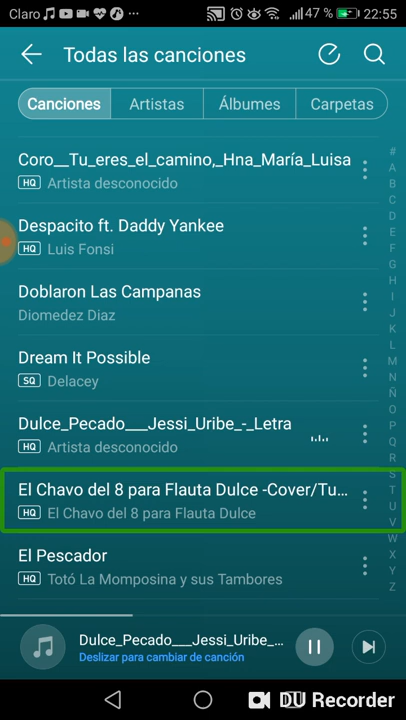 Claro 47 % 22:55
Todas las canciones
Canciones Artistas Álbumes Carpetas
Coro__Tu_eres_el_camino,_Hna_María_Luisa
HQ Artista desconocido
Despacito ft. Daddy Yankee
HQ Luis Fonsi
Doblaron Las Campanas
Diomedez Diaz
Dream It Possible
SQ Delacey
Dulce_Pecado___Jessi_Uribe_-_Letra
HQ Artista desconocido
El Chavo del 8 para Flauta Dulce -Cover/Tu...
HQ El Chavo del 8 para Flauta Dulce
El Pescador
HQ Totó La Momposina y sus Tambores
#
A
B
C
D
E
F
G
H
I
J
K
L
M
N
Ñ
O
P
Q
R
S
T
U
V
W
X
Y
Z
Dulce_Pecado___Jessi_Uribe_-_...
Deslizar para cambiar de canción
DU Recorder